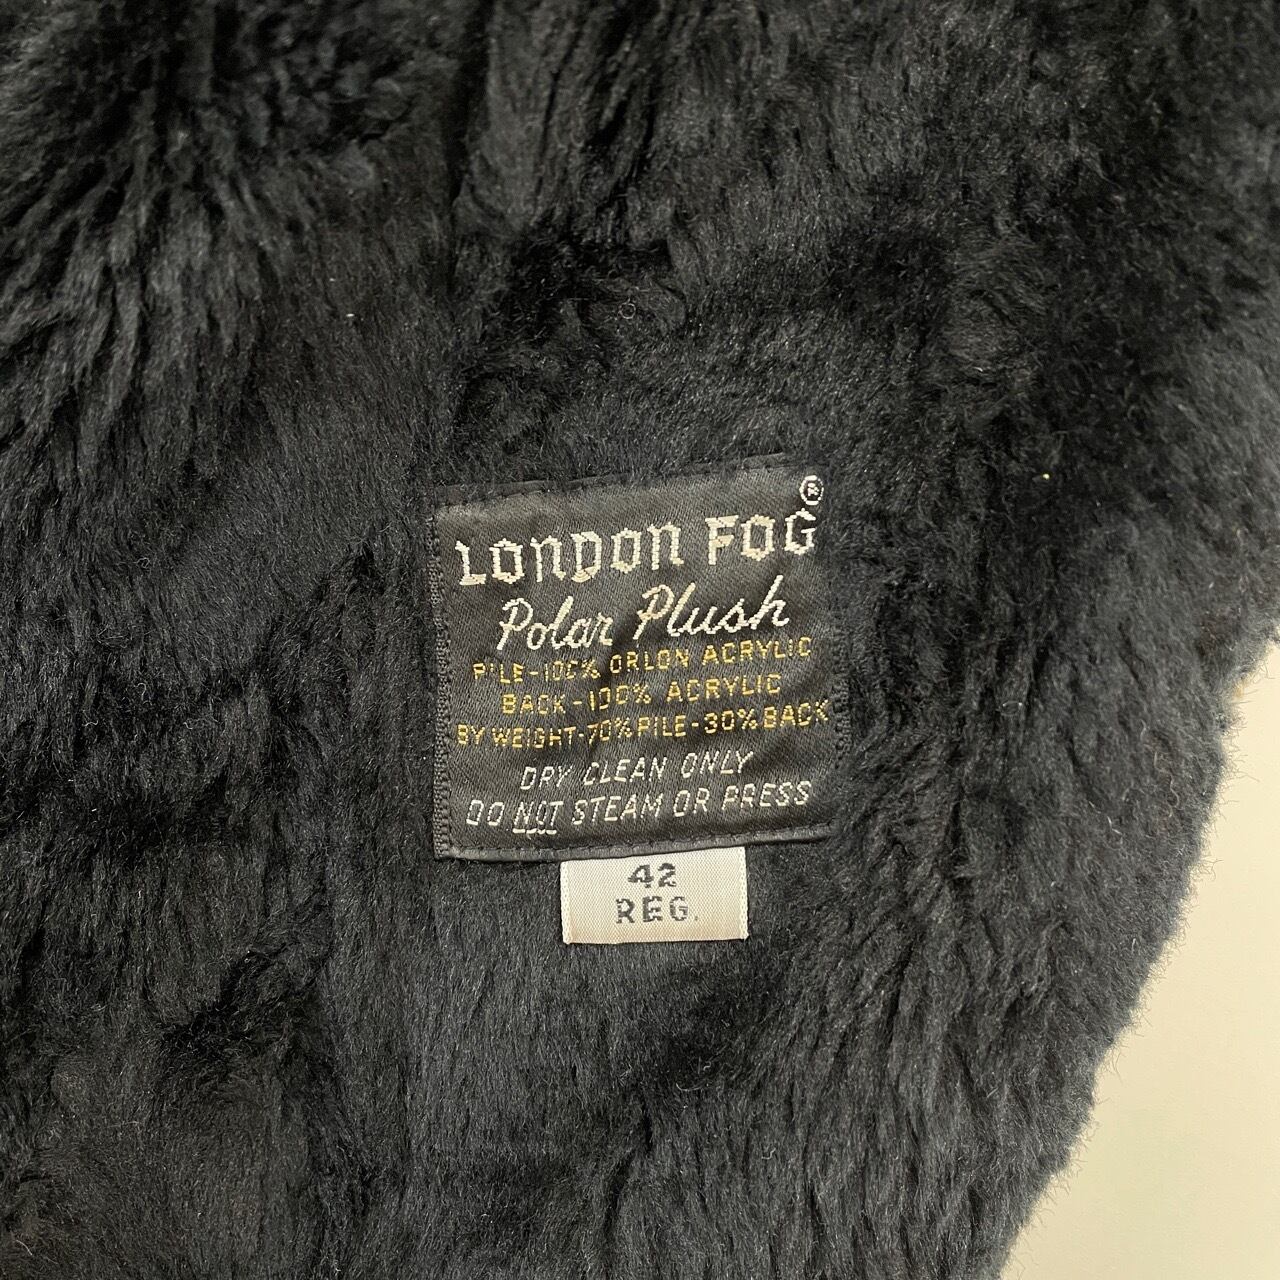 LONDON FOG®
Polar Plush
PILE-100% ORLON ACRYLIC
BACK-100% ACRYLIC
BY WEIGHT-70% PILE-30% BACK
DRY CLEAN ONLY
DO NOT STEAM OR PRESS
42
REG.